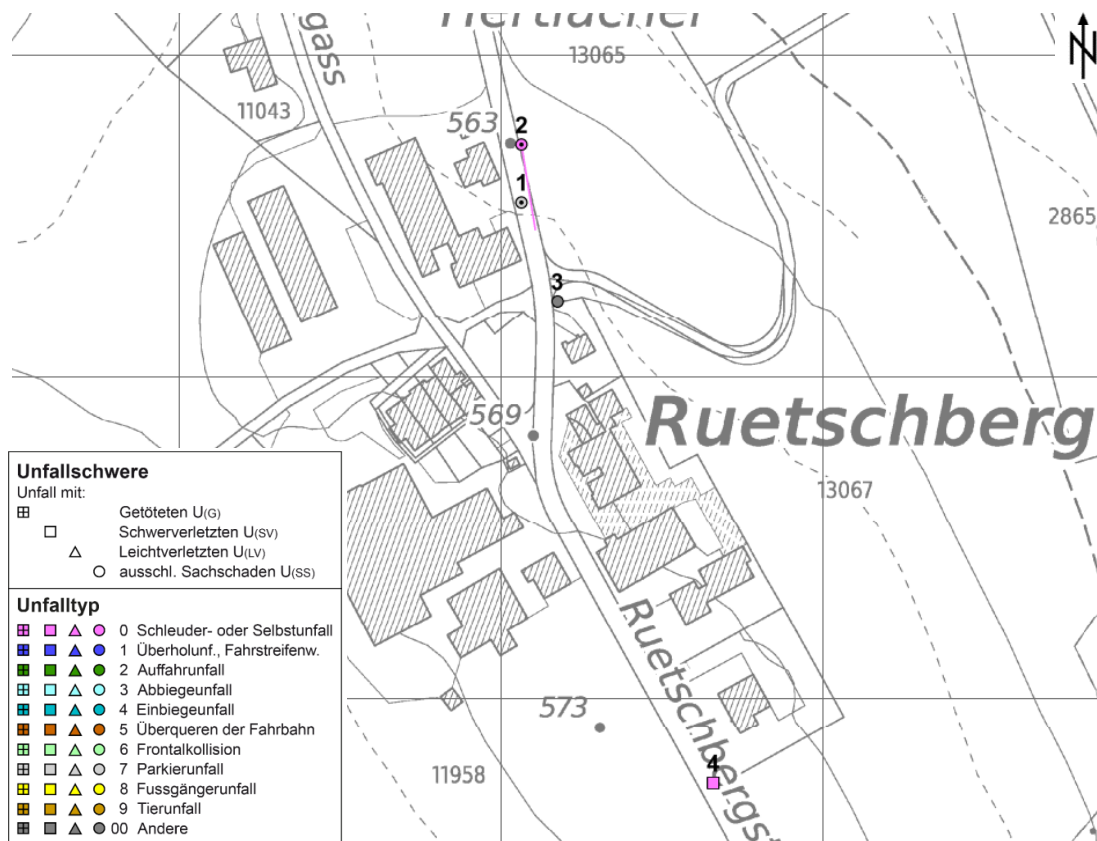 Hertlacher
13065
N
gass
11043
563
2
1
2865
3
Ruetschberg
569
13067
Unfallschwere
Unfall mit:
Getöteten U(G)
Schwerverletzten U(SV)
Leichtverletzten U(LV)
ausschl. Sachschaden U(SS)
Unfalltyp
0 Schleuder- oder Selbstunfall
1 Überholunf., Fahrstreifenw.
2 Auffahrunfall
3 Abbiegeunfall
4 Einbiegeunfall
5 Überqueren der Fahrbahn
6 Frontalkollision
7 Parkierunfall
8 Fussgängerunfall
9 Tierunfall
00 Andere
Ruetschbergst
573
4
11958